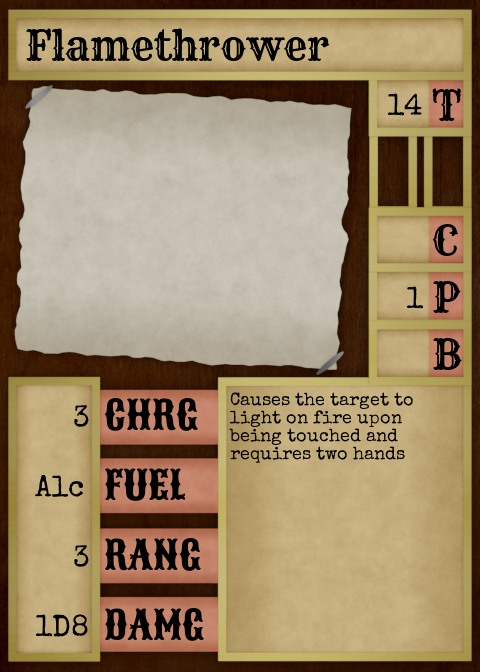 Flamethrower
14 T
C
1 P
B
3 CHRG
Alc FUEL
3 RANG
1D8 DAMG
Causes the target to
light on fire upon
being touched and
requires two hands